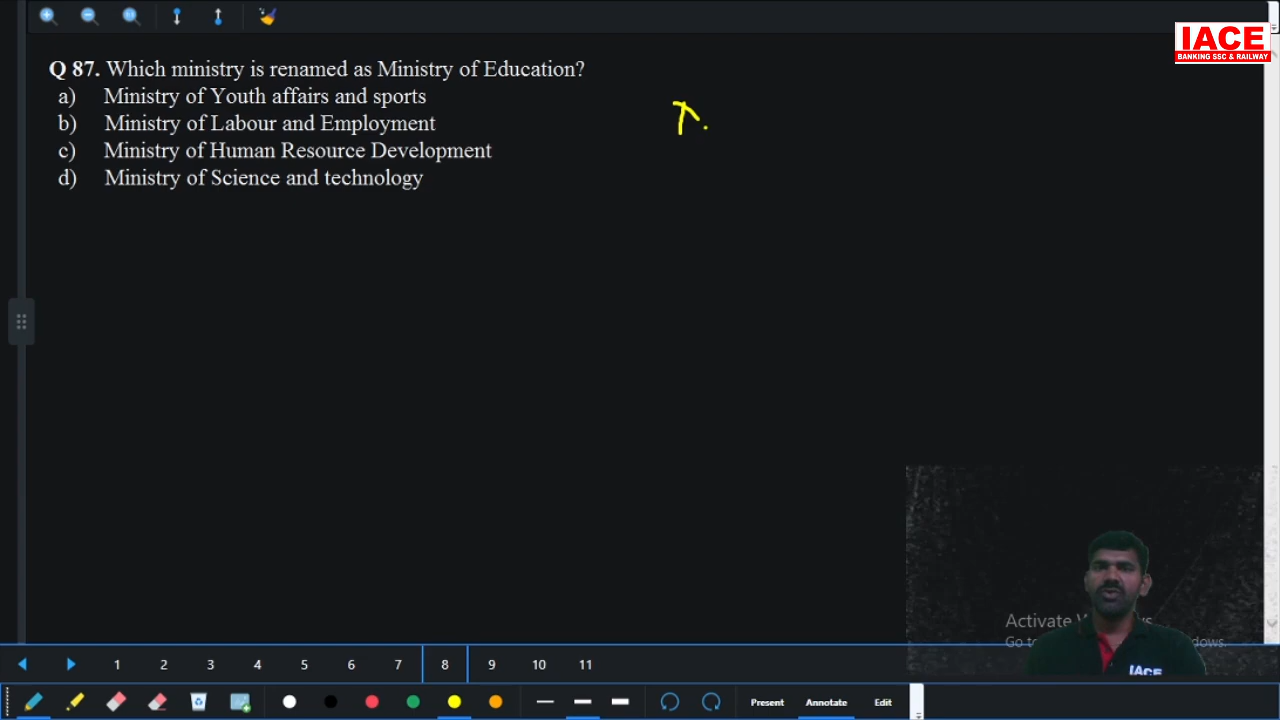 IACE
BANKING SSC & RAILWAY
Q 87. Which ministry is renamed as Ministry of Education?
a) Ministry of Youth affairs and sports
b) Ministry of Labour and Employment
c) Ministry of Human Resource Development
d) Ministry of Science and technology
Activate
IACE
1 2 3 4 5 6 7 8 9 10 11
Present Annotate Edit